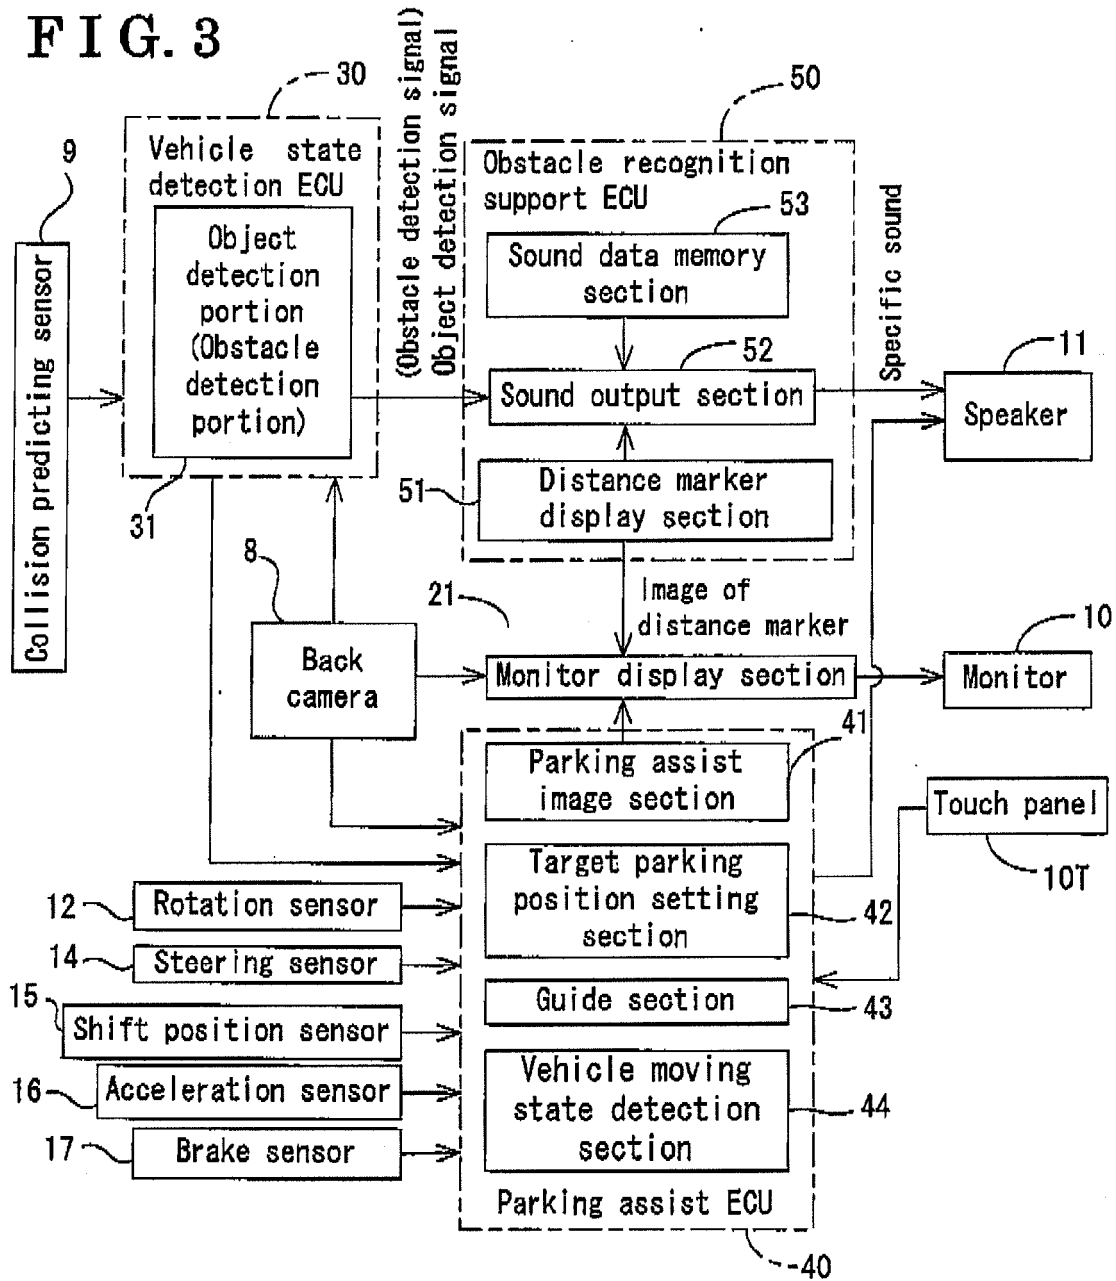 FIG. 3
30
50
9
Vehicle state
detection ECU
Object
detection
portion
(Obstacle
detection
portion)
31
Collision predicting sensor
(Obstacle detection signal)
Object detection signal
Obstacle recognition
support ECU
53
Sound data memory
section
52
Sound output section
51
Distance marker
display section
Specific sound
11
Speaker
8
Back
camera
21
Image of
distance marker
Monitor display section
10
Monitor
41
Parking assist
image section
Touch panel
10T
Target parking
position setting
section
42
12
Rotation sensor
14
Steering sensor
15
Shift position sensor
16
Acceleration sensor
17
Brake sensor
Guide section
43
Vehicle moving
state detection
section
44
Parking assist ECU
40